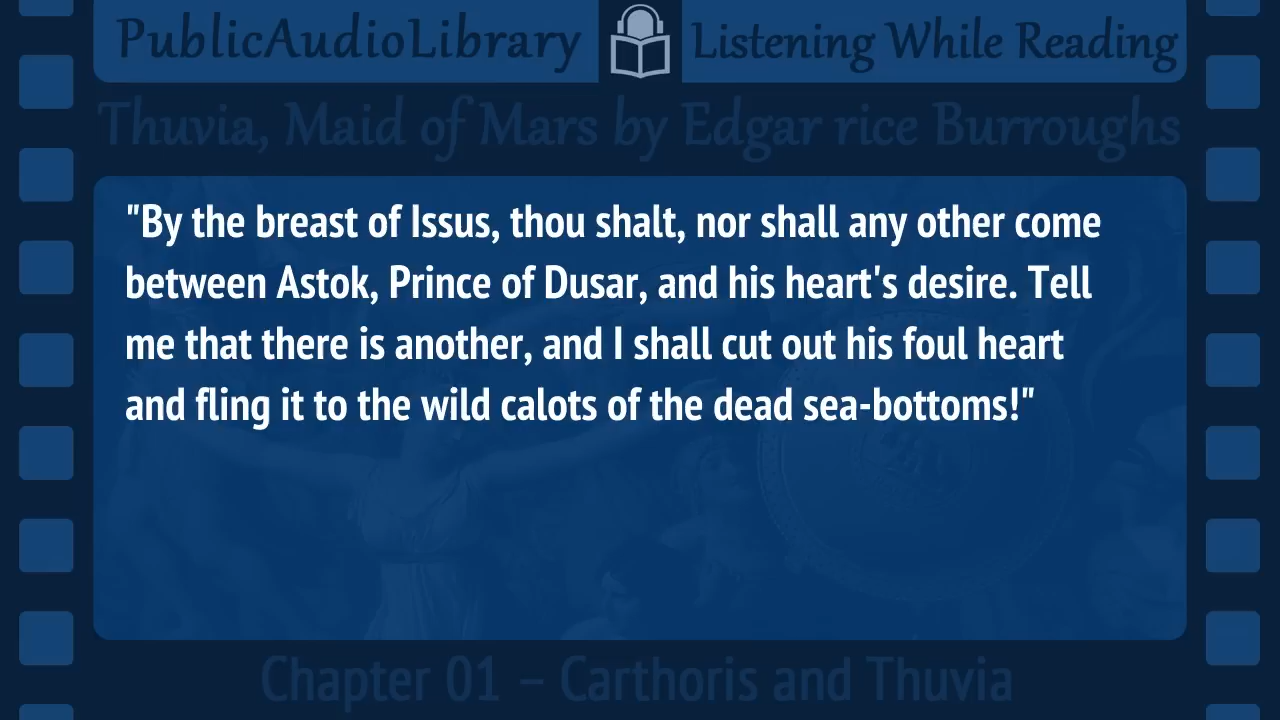 PublicAudioLibrary Listening While Reading
Thuvia, Maid of Mars by Edgar rice Burroughs
"By the breast of Issus, thou shalt, nor shall any other come
between Astok, Prince of Dusar, and his heart's desire. Tell
me that there is another, and I shall cut out his foul heart
and fling it to the wild calots of the dead sea-bottoms!"
Chapter 01 – Carthoris and Thuvia